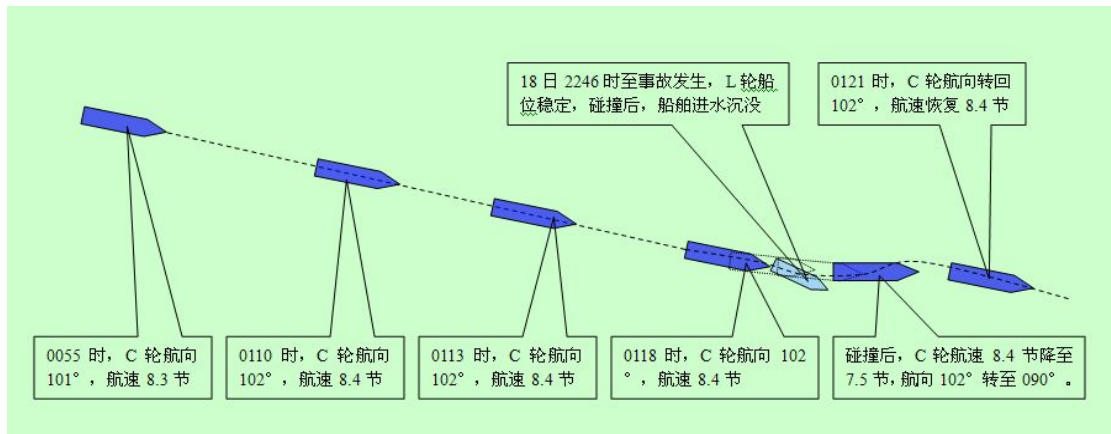 18 日 2246 时至事故发生，L 轮船
位稳定，碰撞后，船舶进水沉没
0121 时，C 轮航向转回
102°，航速恢复 8.4 节
0055 时，C 轮航向
101°，航速 8.3 节
0110 时，C 轮航向
102°，航速 8.4 节
0113 时，C 轮航向
102°，航速 8.4 节
0118 时，C 轮航向 102
°，航速 8.4 节
碰撞后，C 轮航速 8.4 节降至
7.5 节，航向 102°转至 090°。